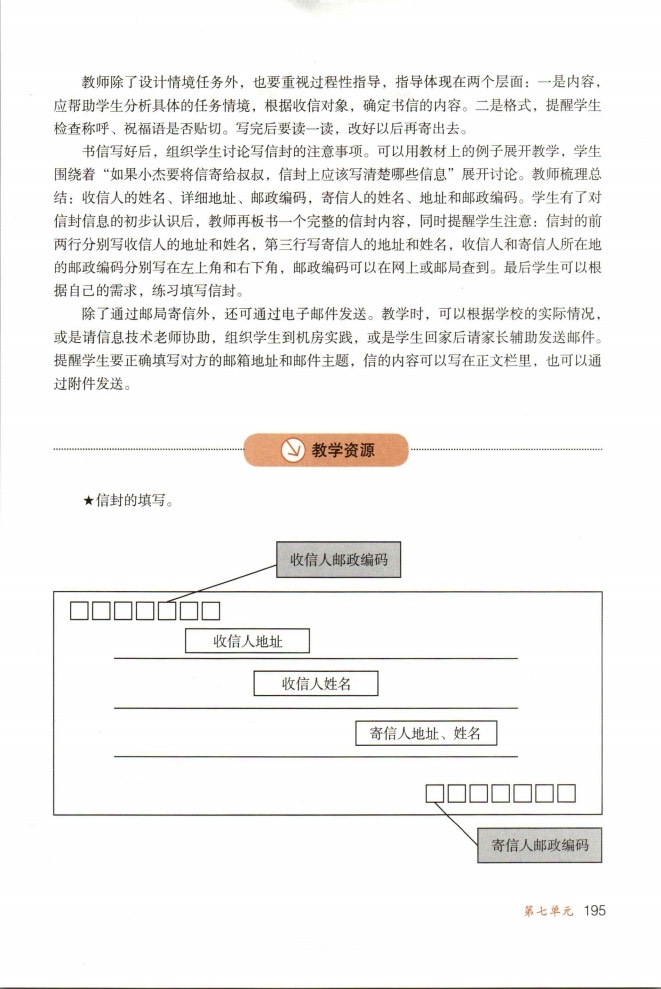 教师除了设计情境任务外，也要重视过程性指导，指导体现在两个层面：一是内容，
应帮助学生分析具体的任务情境，根据收信对象，确定书信的内容。二是格式，提醒学生
检查称呼、祝福语是否贴切。写完后要读一读，改好以后再寄出去。
书信写好后，组织学生讨论写信封的注意事项。可以用教材上的例子展开教学，学生
围绕着“如果小杰要将信寄给叔叔，信封上应该写清楚哪些信息”展开讨论。教师梳理总
结：收信人的姓名、详细地址、邮政编码，寄信人的姓名、地址和邮政编码。学生有了对
信封信息的初步认识后，教师再板书一个完整的信封内容，同时提醒学生注意：信封的前
两行分别写收信人的地址和姓名，第三行写寄信人的地址和姓名，收信人和寄信人所在地
的邮政编码分别写在左上角和右下角，邮政编码可以在网上或邮局查到。最后学生可以根
据自己的需求，练习填写信封。
除了通过邮局寄信外，还可通过电子邮件发送。教学时，可以根据学校的实际情况，
或是请信息技术老师协助，组织学生到机房实践，或是学生回家后请家长辅助发送邮件。
提醒学生要正确填写对方的邮箱地址和邮件主题，信的内容可以写在正文栏里，也可以通
过附件发送。
教学资源
★信封的填写。
收信人邮政编码
收信人地址
收信人姓名
寄信人地址、姓名
寄信人邮政编码
第七单元 195